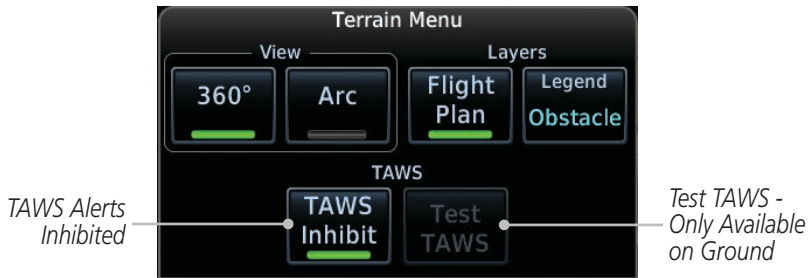 Terrain Menu
View
Layers
360°
Arc
Flight
Plan
Legend
Obstacle
TAWS
TAWS Alerts
Inhibited
TAWS
Inhibit
Test
TAWS
Test TAWS -
Only Available
on Ground